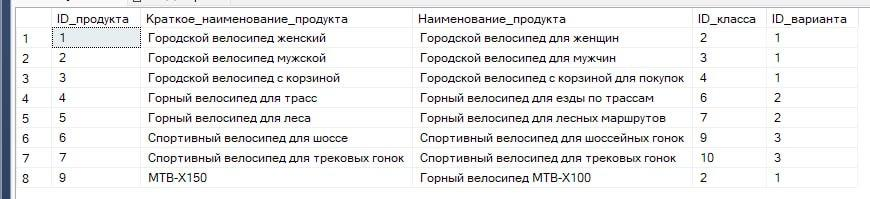 ID_продукта Краткое_наименование_продукта Наименование_продукта ID_класса ID_варианта
1 1 Городской велосипед женский Городской велосипед для женщин 2 1
2 2 Городской велосипед мужской Городской велосипед для мужчин 3 1
3 3 Городской велосипед с корзиной Городской велосипед с корзиной для покупок 4 1
4 4 Горный велосипед для трасс Горный велосипед для езды по трассам 6 2
5 5 Горный велосипед для леса Горный велосипед для лесных маршрутов 7 2
6 6 Спортивный велосипед для шоссе Спортивный велосипед для шоссейных гонок 9 3
7 7 Спортивный велосипед для трековых гонок Спортивный велосипед для трековых гонок 10 3
8 9 МТВ-Х150 Горный велосипед МТВ-Х100 2 1